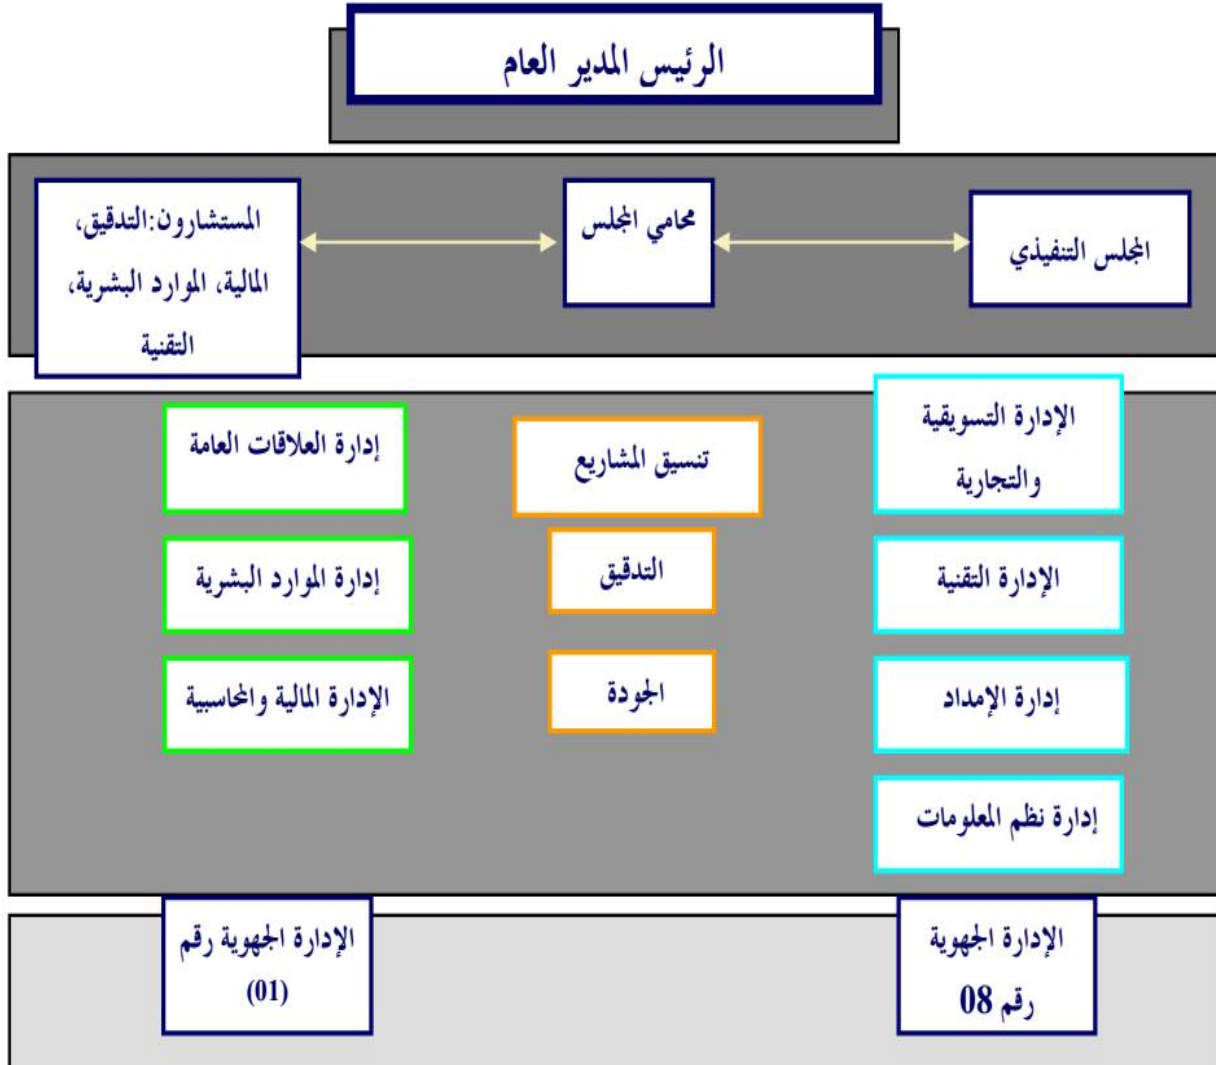 الرئيس المدير العام
المجلس التنفيذي
محامي المجلس
المستشارون:التدقيق،
المالية، الموارد البشرية،
التقنية
الإدارة التسويقية
والتجارية
تنسيق المشاريع
إدارة العلاقات العامة
الإدارة التقنية
التدقيق
إدارة الموارد البشرية
إدارة الإمداد
الجودة
الإدارة المالية والمحاسبية
إدارة نظم المعلومات
الإدارة الجهوية
رقم 08
الإدارة الجهوية رقم
(01)